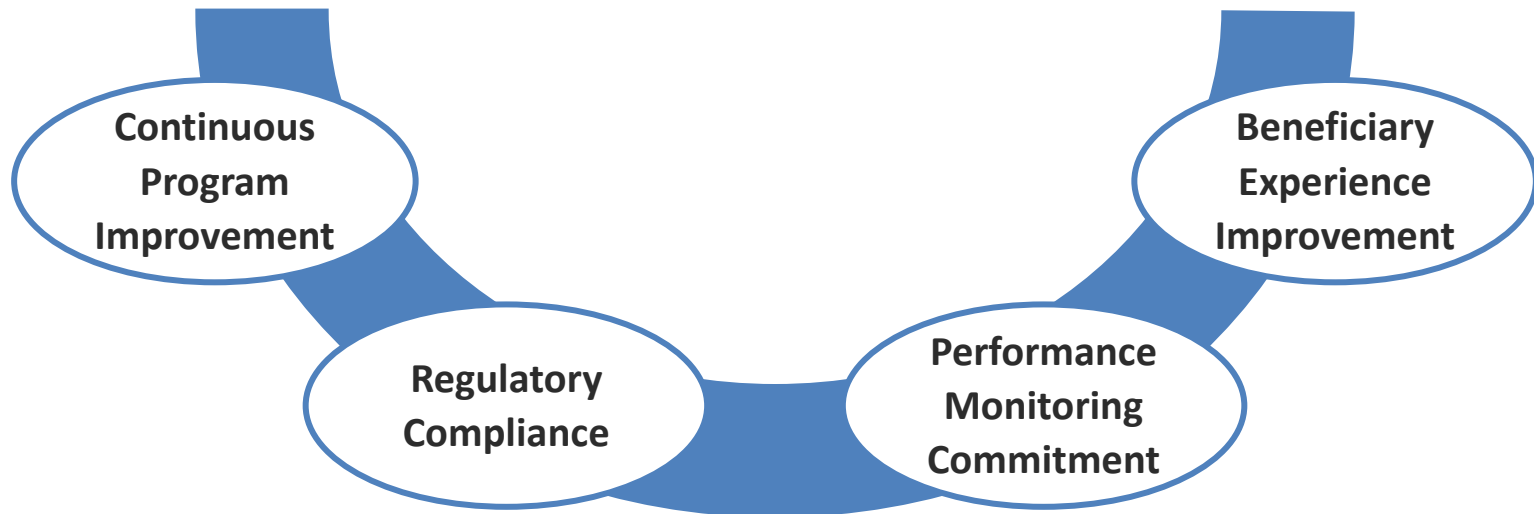 Continuous
Program
Improvement
Regulatory
Compliance
Performance
Monitoring
Commitment
Beneficiary
Experience
Improvement